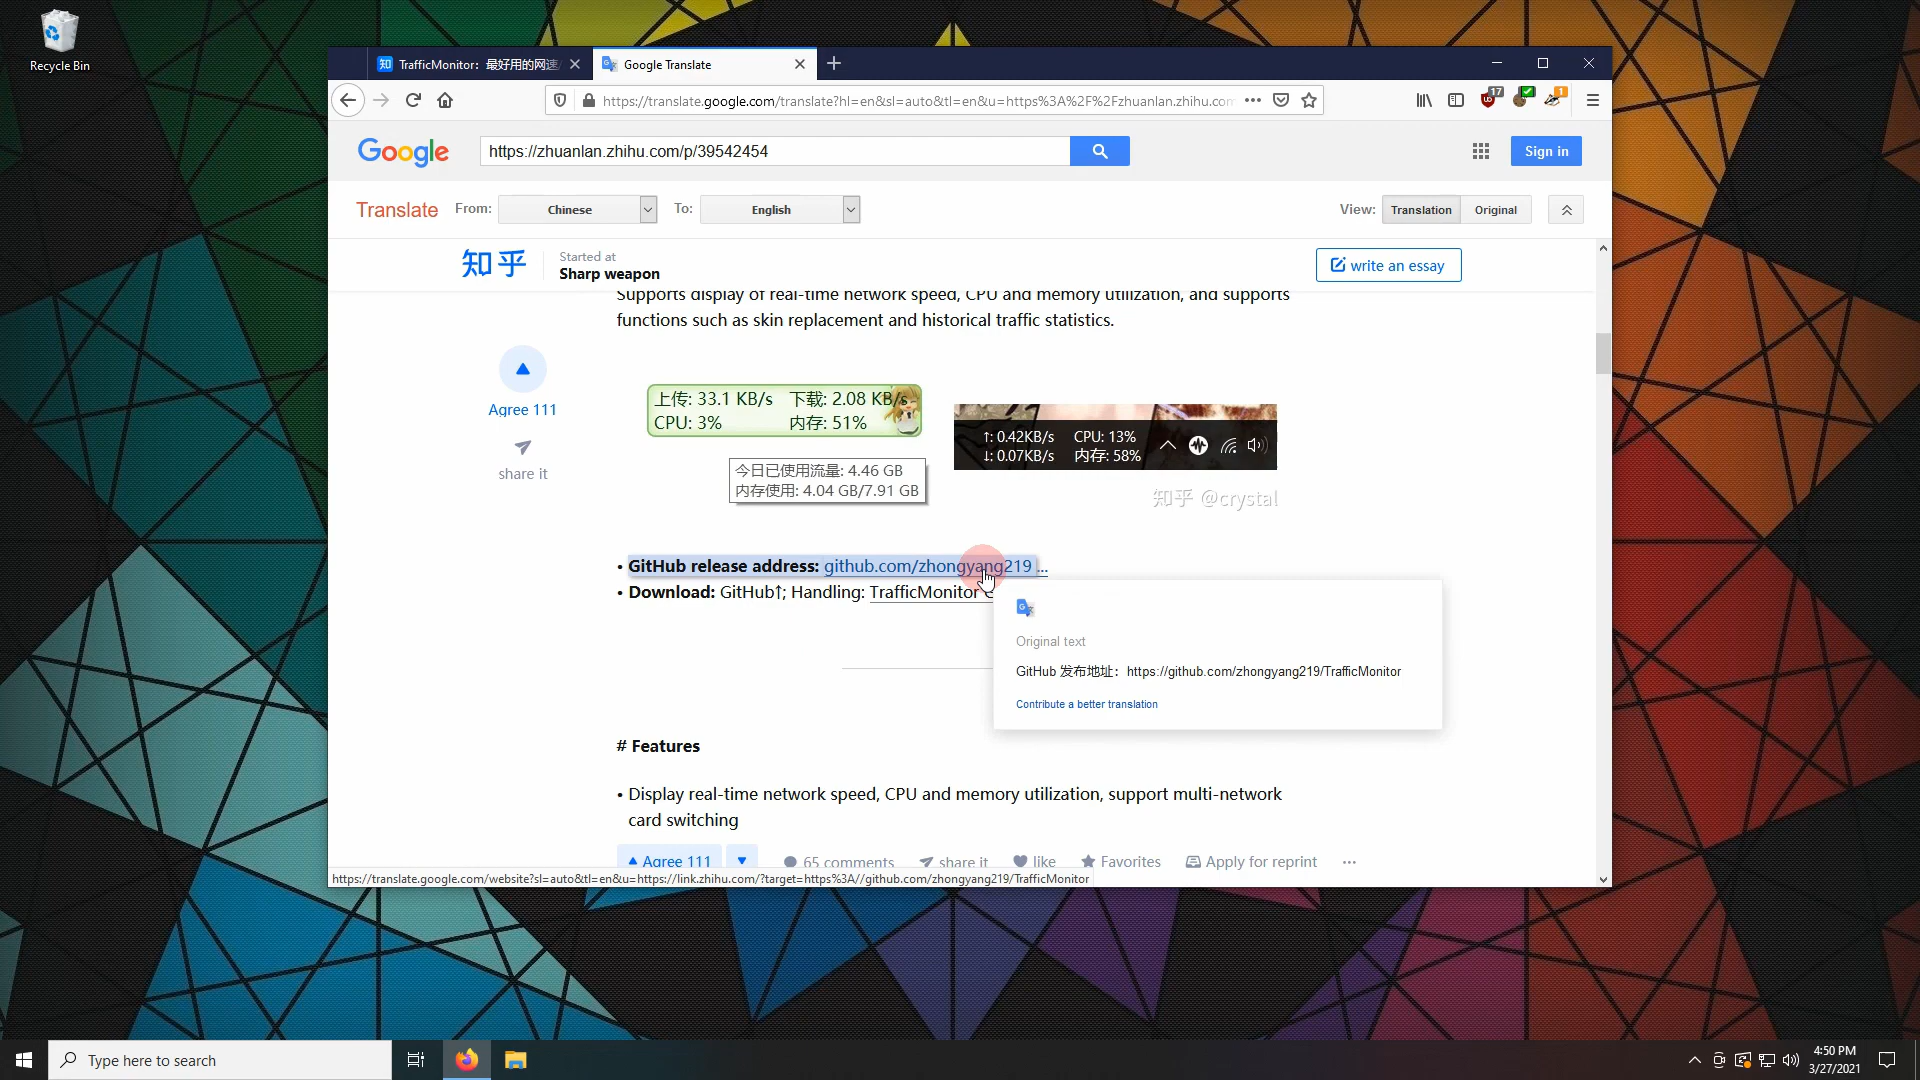 Recycle Bin
TrafficMonitor：最好用的网速
Google Translate
https://translate.google.com/translate?hl=en&sl=auto&tl=en&u=https%3A%2F%2Fzhuanlan.zhihu.com
17
1
Google
https://zhuanlan.zhihu.com/p/39542454
Sign in
Translate
From:
Chinese
To:
English
View:
Translation
Original
知乎
Started at
Sharp weapon
write an essay
Supports display of real-time network speed, CPU and memory utilization, and supports
functions such as skin replacement and historical traffic statistics.
Agree 111
share it
上传: 33.1 KB/s 下载: 2.08 KB/s
CPU: 3% 内存: 51%
今日已使用流量: 4.46 GB
内存使用: 4.04 GB/7.91 GB
↑: 0.42KB/s CPU: 13%
↓: 0.07KB/s 内存: 58%
知乎 @crystal
• GitHub release address: github.com/zhongyang219 ...
• Download: GitHub↑; Handling: TrafficMonitor
Original text
GitHub 发布地址：https://github.com/zhongyang219/TrafficMonitor
Contribute a better translation
# Features
• Display real-time network speed, CPU and memory utilization, support multi-network
card switching
Agree 111
65 comments
share it
like
Favorites
Apply for reprint
https://translate.google.com/website?sl=auto&tl=en&u=https://link.zhihu.com/?target=https%3A//github.com/zhongyang219/TrafficMonitor
Type here to search
4:50 PM
3/27/2021